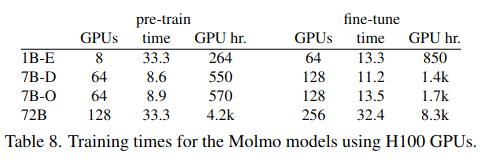 pre-train fine-tune
GPUs time GPU hr. GPUs time GPU hr.
1B-E 8 33.3 264 64 13.3 850
7B-D 64 8.6 550 128 11.2 1.4k
7B-O 64 8.9 570 128 13.5 1.7k
72B 128 33.3 4.2k 256 32.4 8.3k
Table 8. Training times for the Molmo models using H100 GPUs.